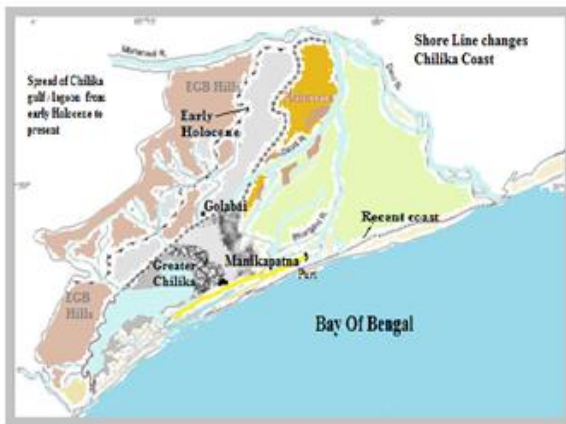 Shore Line changes
Chilika Coast
Spread of Chilika
gulf/lagoon from
early Holocene to
present
EGB Hills
Early
Holocene
Golabai
Recent coast
Manikapatna
Puri
Greater
Chilika
EGB
Hills
Bay Of Bengal